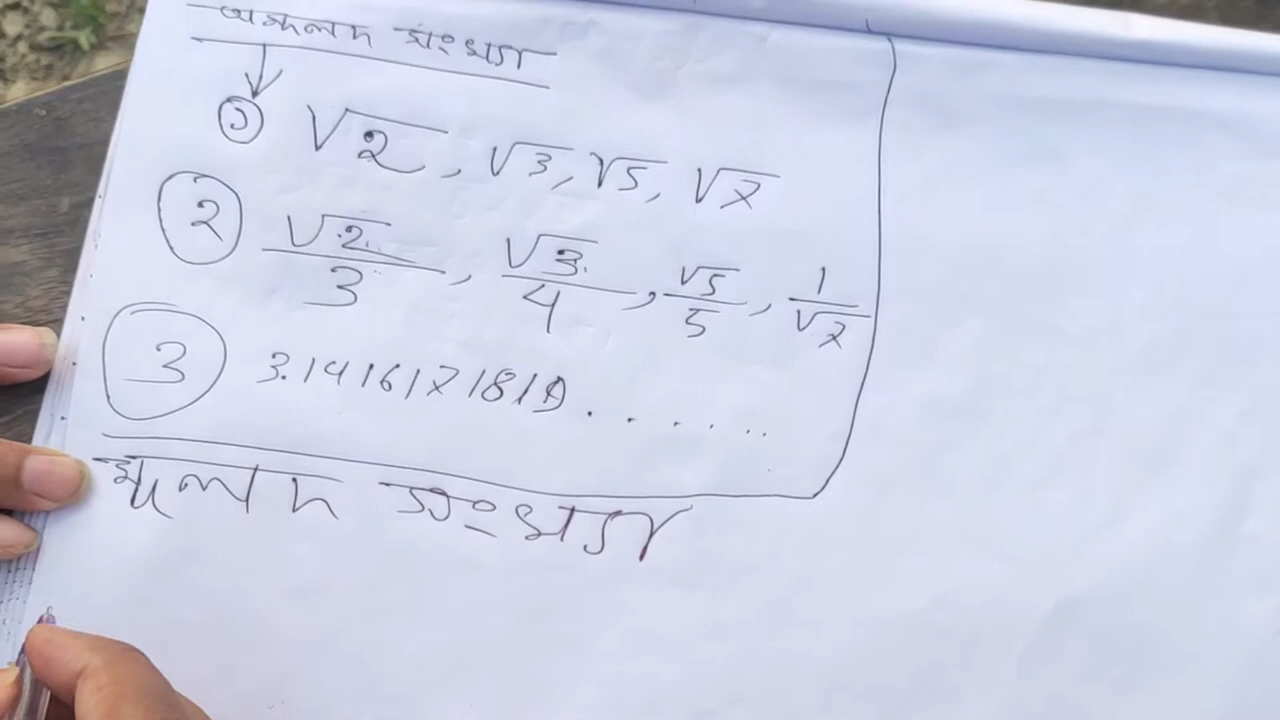 অমূলদ সংখ্যা
① √2, √3, √5, √7
② √2/3, √3/4, √5/5, 1/√7
③ 3.1416171819.......
মূলদ সংখ্যা